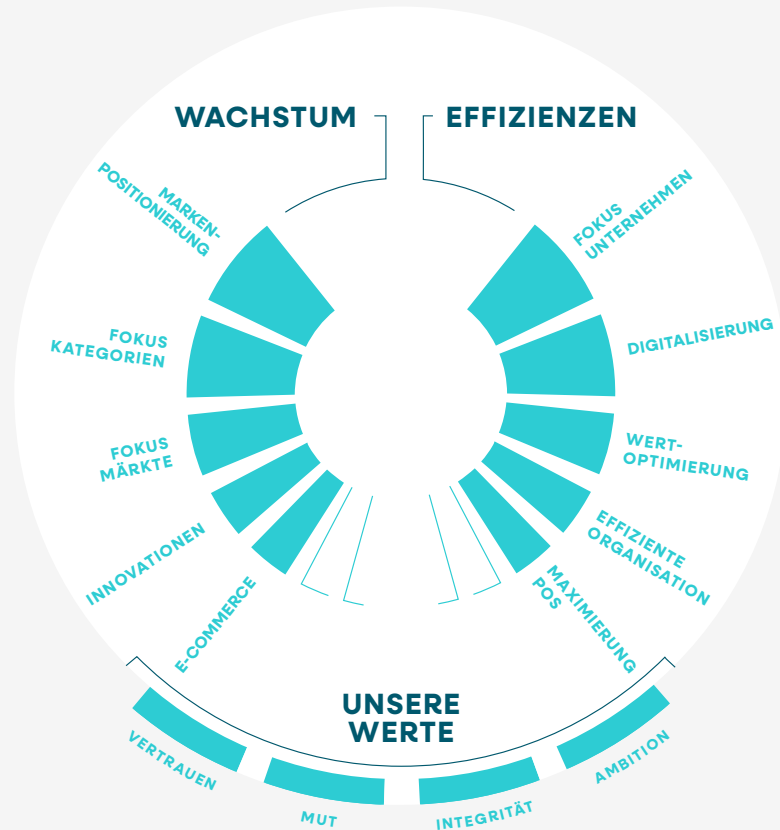 WACHSTUM
EFFIZIENZEN
MARKEN-
POSITIONIERUNG
FOKUS
KATEGORIEN
FOKUS
MÄRKTE
INNOVATIONEN
E-COMMERCE
FOKUS
UNTERNEHMEN
DIGITALISIERUNG
WERT-
OPTIMIERUNG
EFFIZIENTE
ORGANISATION
MAXIMIERUNG
POS
UNSERE
WERTE
VERTRAUEN
MUT
INTEGRITÄT
AMBITION